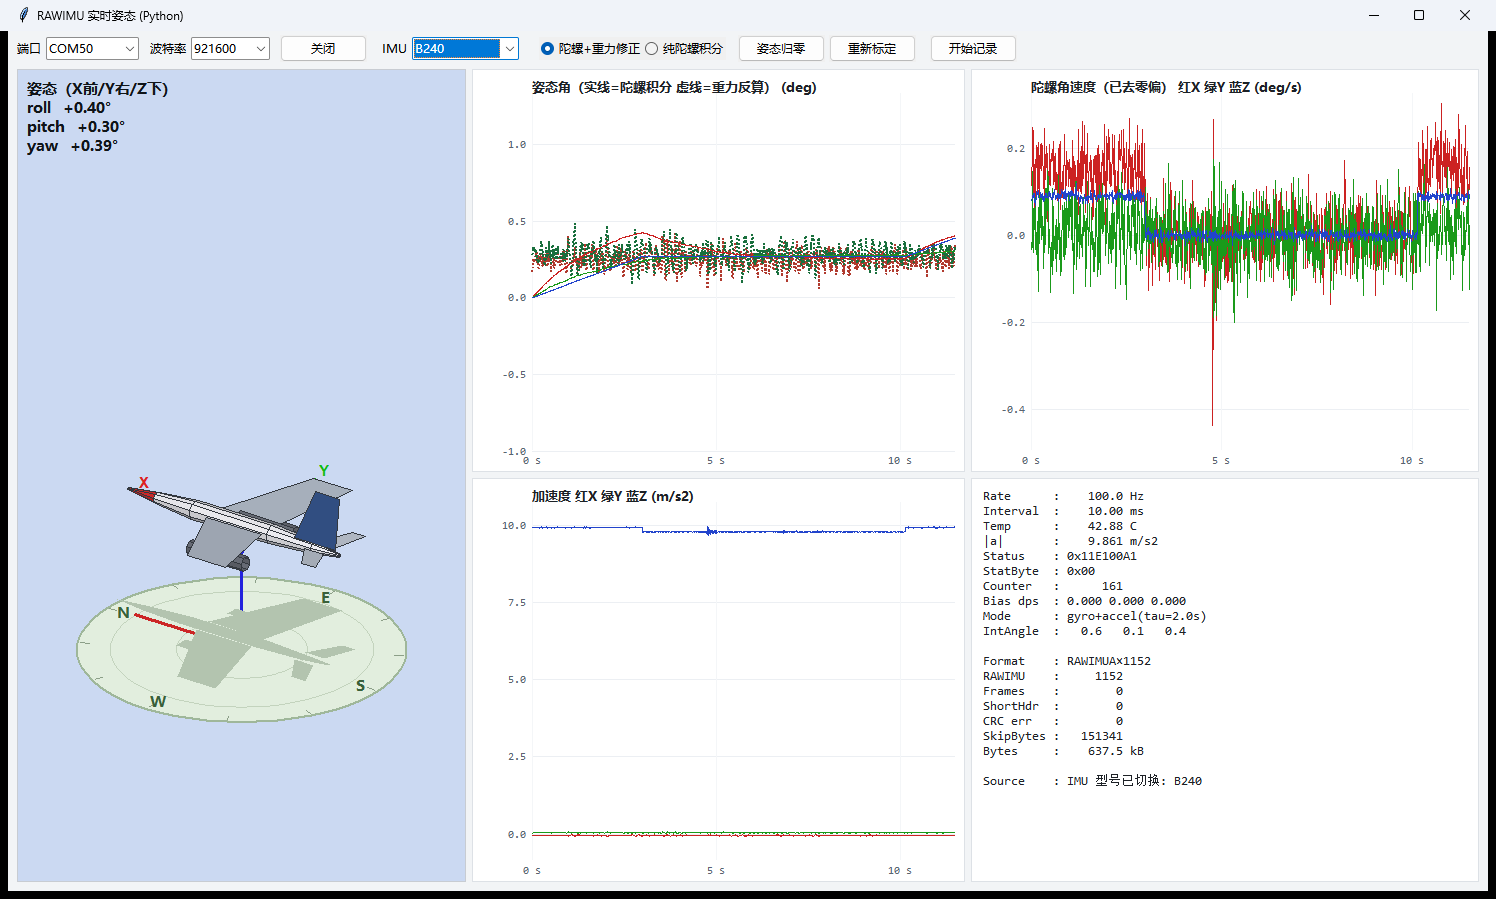 RAWIMU 实时姿态 (Python)
端口 COM50 波特率 921600 关闭 IMU B240 陀螺+重力修正 纯陀螺积分 姿态归零 重新标定 开始记录
姿态（X前/Y右/Z下）
roll +0.40°
pitch +0.30°
yaw +0.39°
X
Y
N
E
S
W
姿态角（实线=陀螺积分 虚线=重力反算） (deg)
1.0
0.5
0.0
-0.5
-1.0
0 s 5 s 10 s
陀螺角速度（已去零偏） 红X 绿Y 蓝Z (deg/s)
0.2
0.0
-0.2
-0.4
0 s 5 s 10 s
加速度 红X 绿Y 蓝Z (m/s2)
10.0
7.5
5.0
2.5
0.0
0 s 5 s 10 s
Rate : 100.0 Hz
Interval : 10.00 ms
Temp : 42.88 C
|a| : 9.861 m/s2
Status : 0x11E100A1
StatByte : 0x00
Counter : 161
Bias dps : 0.000 0.000 0.000
Mode : gyro+accel(tau=2.0s)
IntAngle : 0.6 0.1 0.4
Format : RAWIMUA×1152
RAWIMU : 1152
Frames : 0
ShortHdr : 0
CRC err : 0
SkipBytes : 151341
Bytes : 637.5 kB
Source : IMU 型号已切换: B240